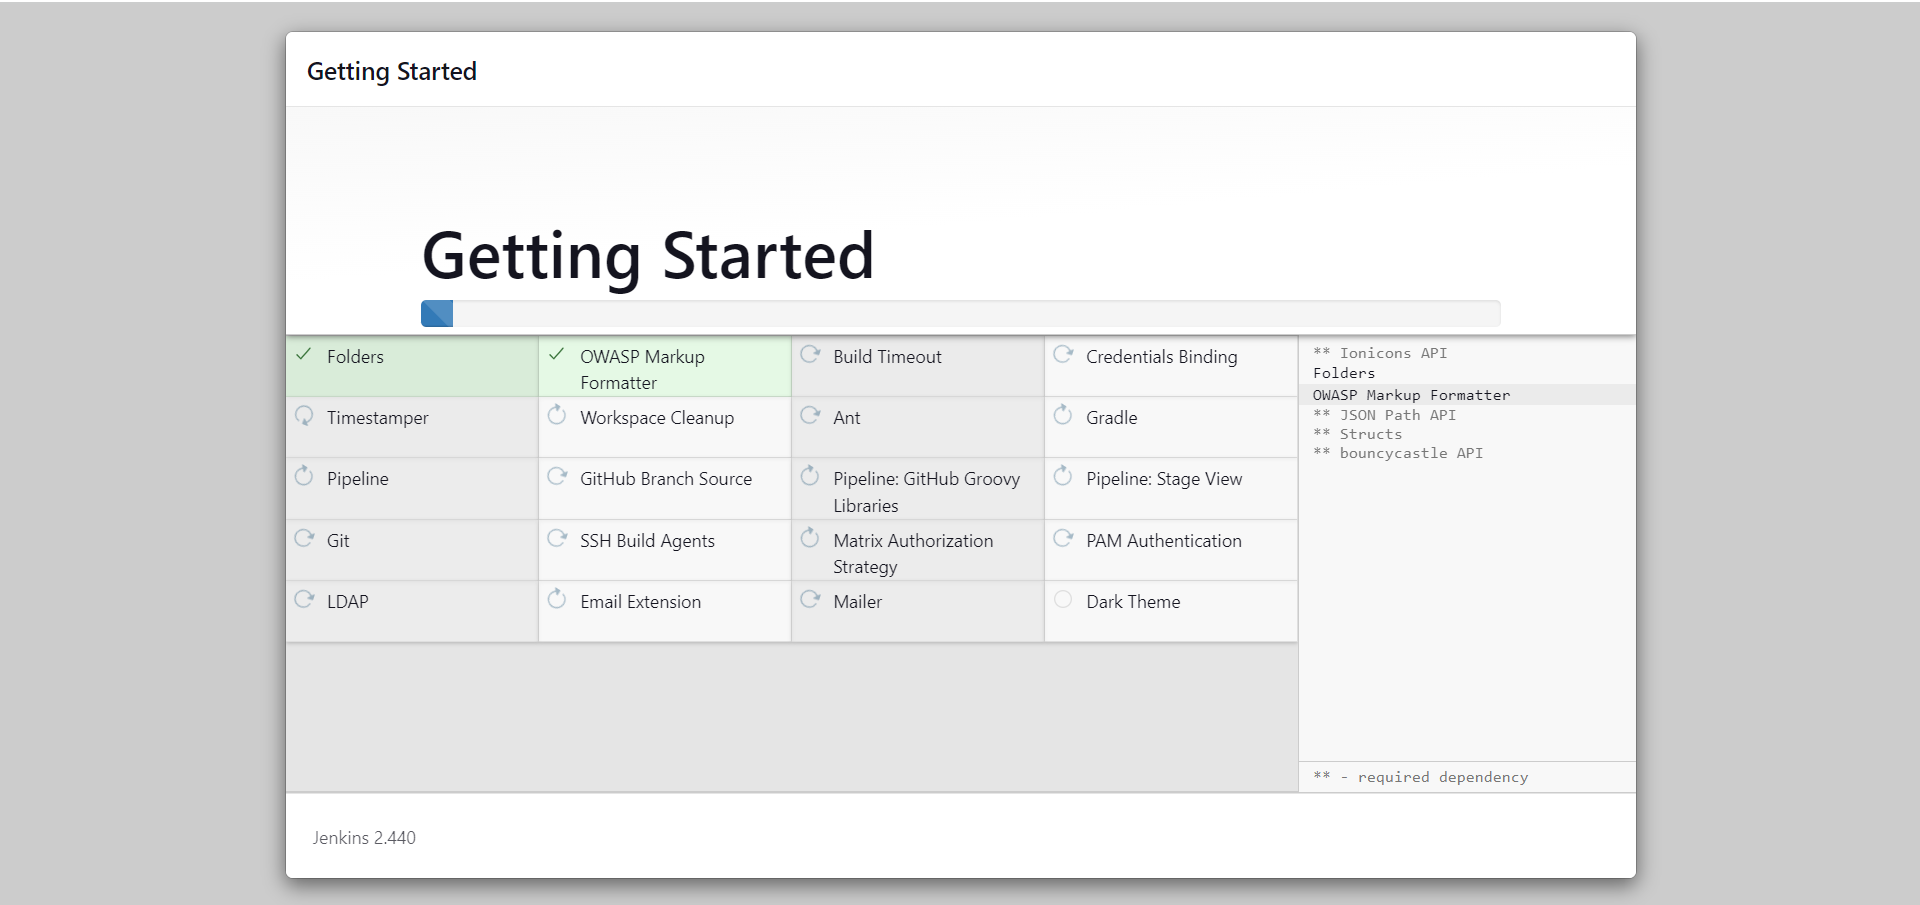 Getting Started
Getting Started
Folders
OWASP Markup
Formatter
Build Timeout
Credentials Binding
Timestamper
Workspace Cleanup
Ant
Gradle
Pipeline
GitHub Branch Source
Pipeline: GitHub Groovy
Libraries
Pipeline: Stage View
Git
SSH Build Agents
Matrix Authorization
Strategy
PAM Authentication
LDAP
Email Extension
Mailer
Dark Theme
** Ionicons API
Folders
OWASP Markup Formatter
** JSON Path API
** Structs
** bouncycastle API
** - required dependency
Jenkins 2.440